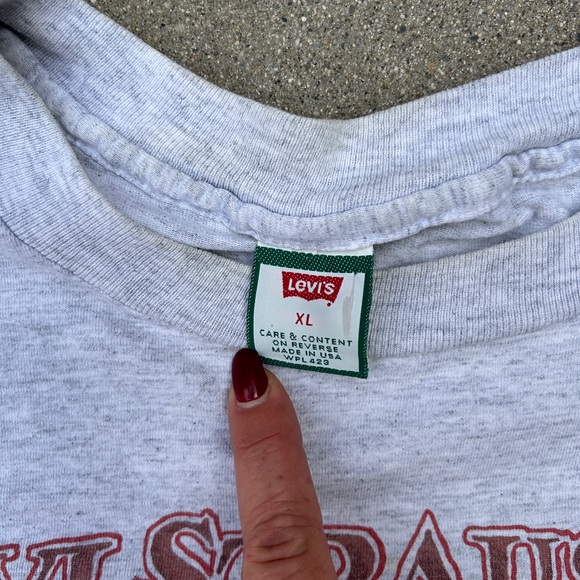 Levi's
XL
CARE & CONTENT
ON REVERSE
MADE IN USA
WPL 423